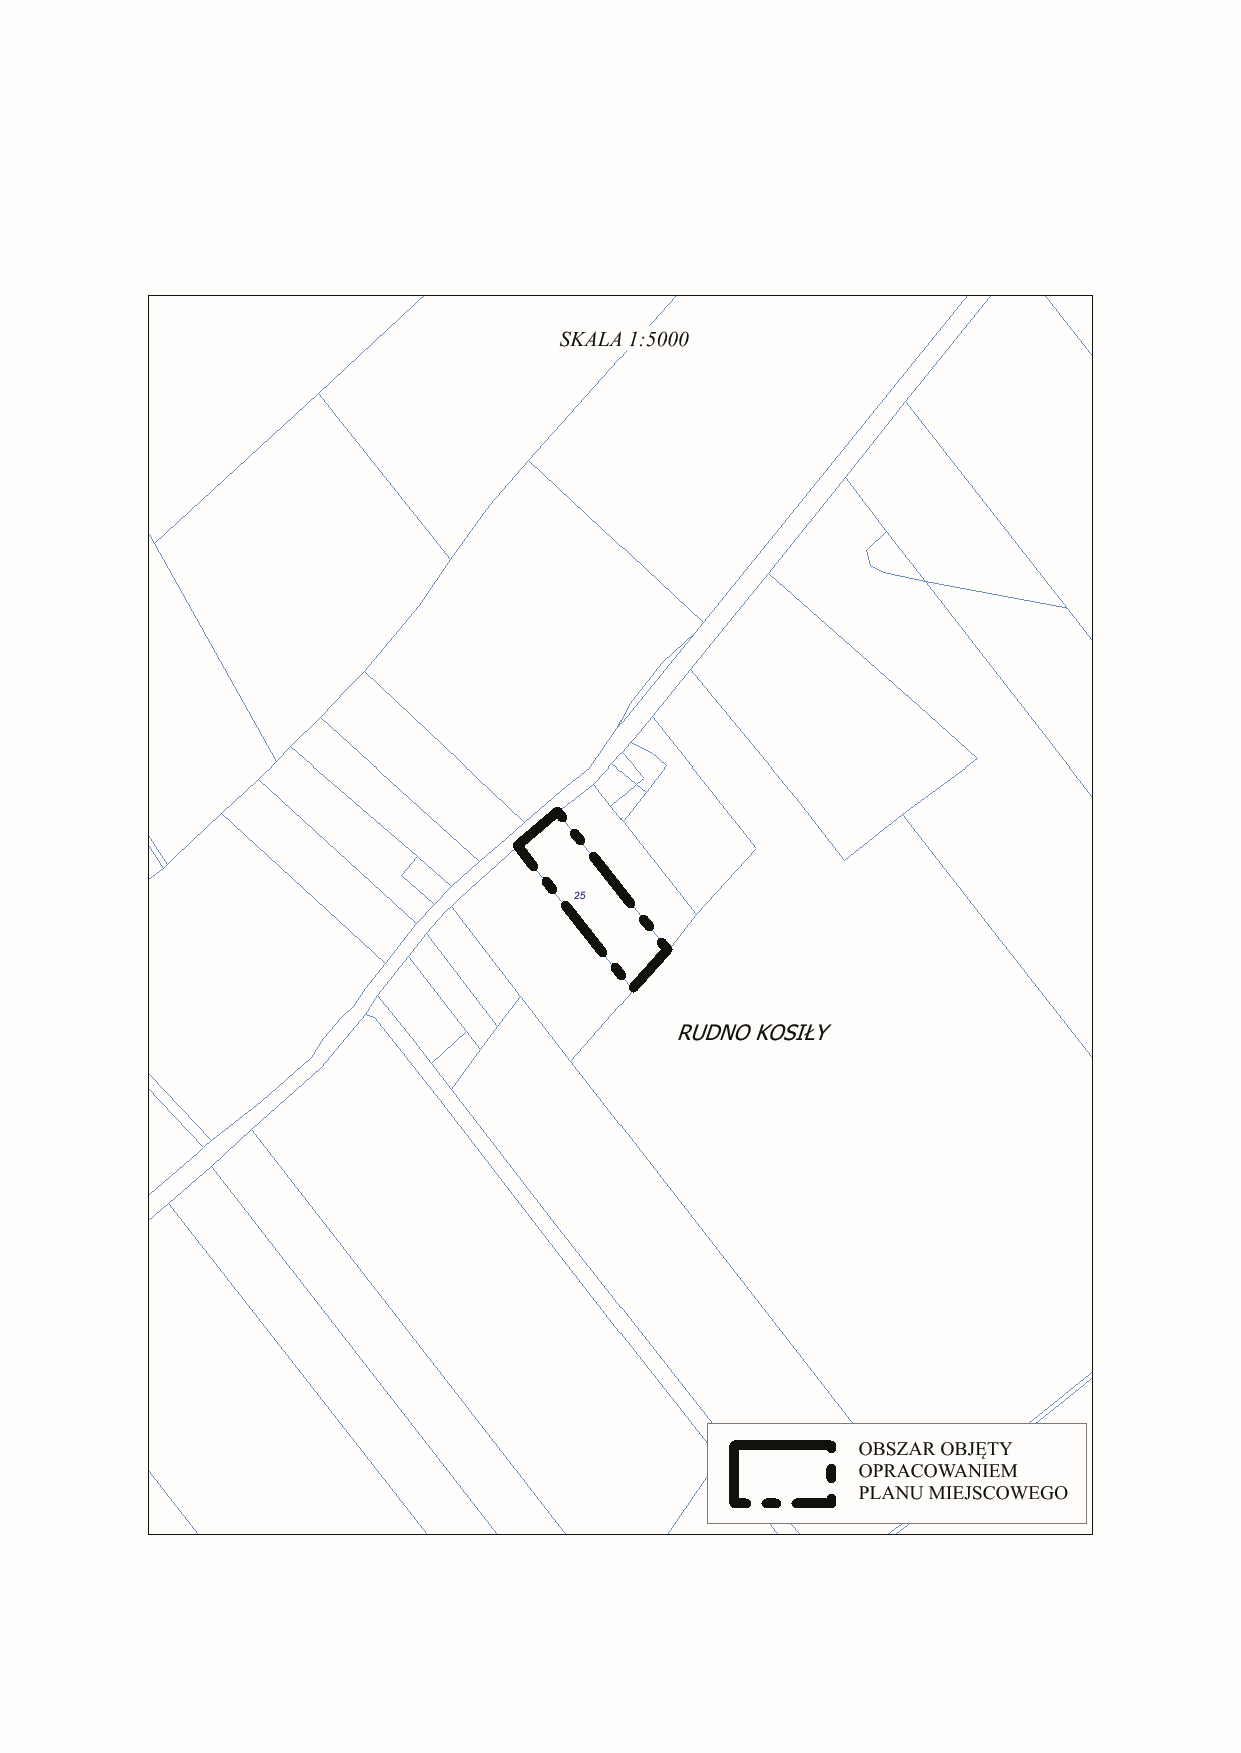 SKALA 1:5000
25
RUDNO KOSIŁY
OBSZAR OBJĘTY
OPRACOWANIEM
PLANU MIEJSCOWEGO